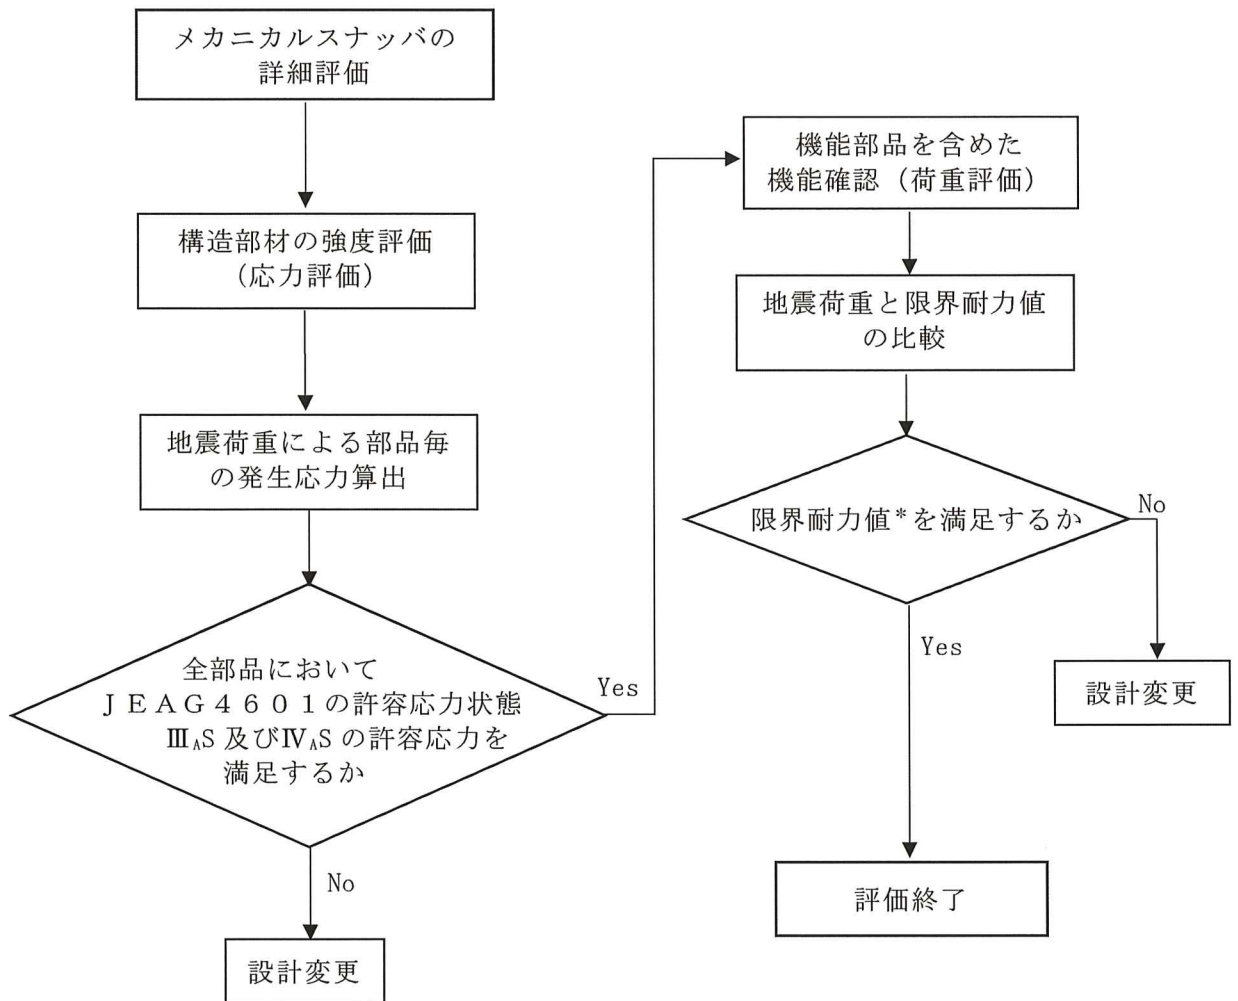 メカニカルスナッバの
詳細評価
構造部材の強度評価
(応力評価)
地震荷重による部品毎
の発生応力算出
全部品において
JEAG4601の許容応力状態
ⅢAS 及びⅣAS の許容応力を
満足するか
Yes
No
設計変更
機能部品を含めた
機能確認（荷重評価）
地震荷重と限界耐力値
の比較
限界耐力値*を満足するか
No
Yes
設計変更
評価終了